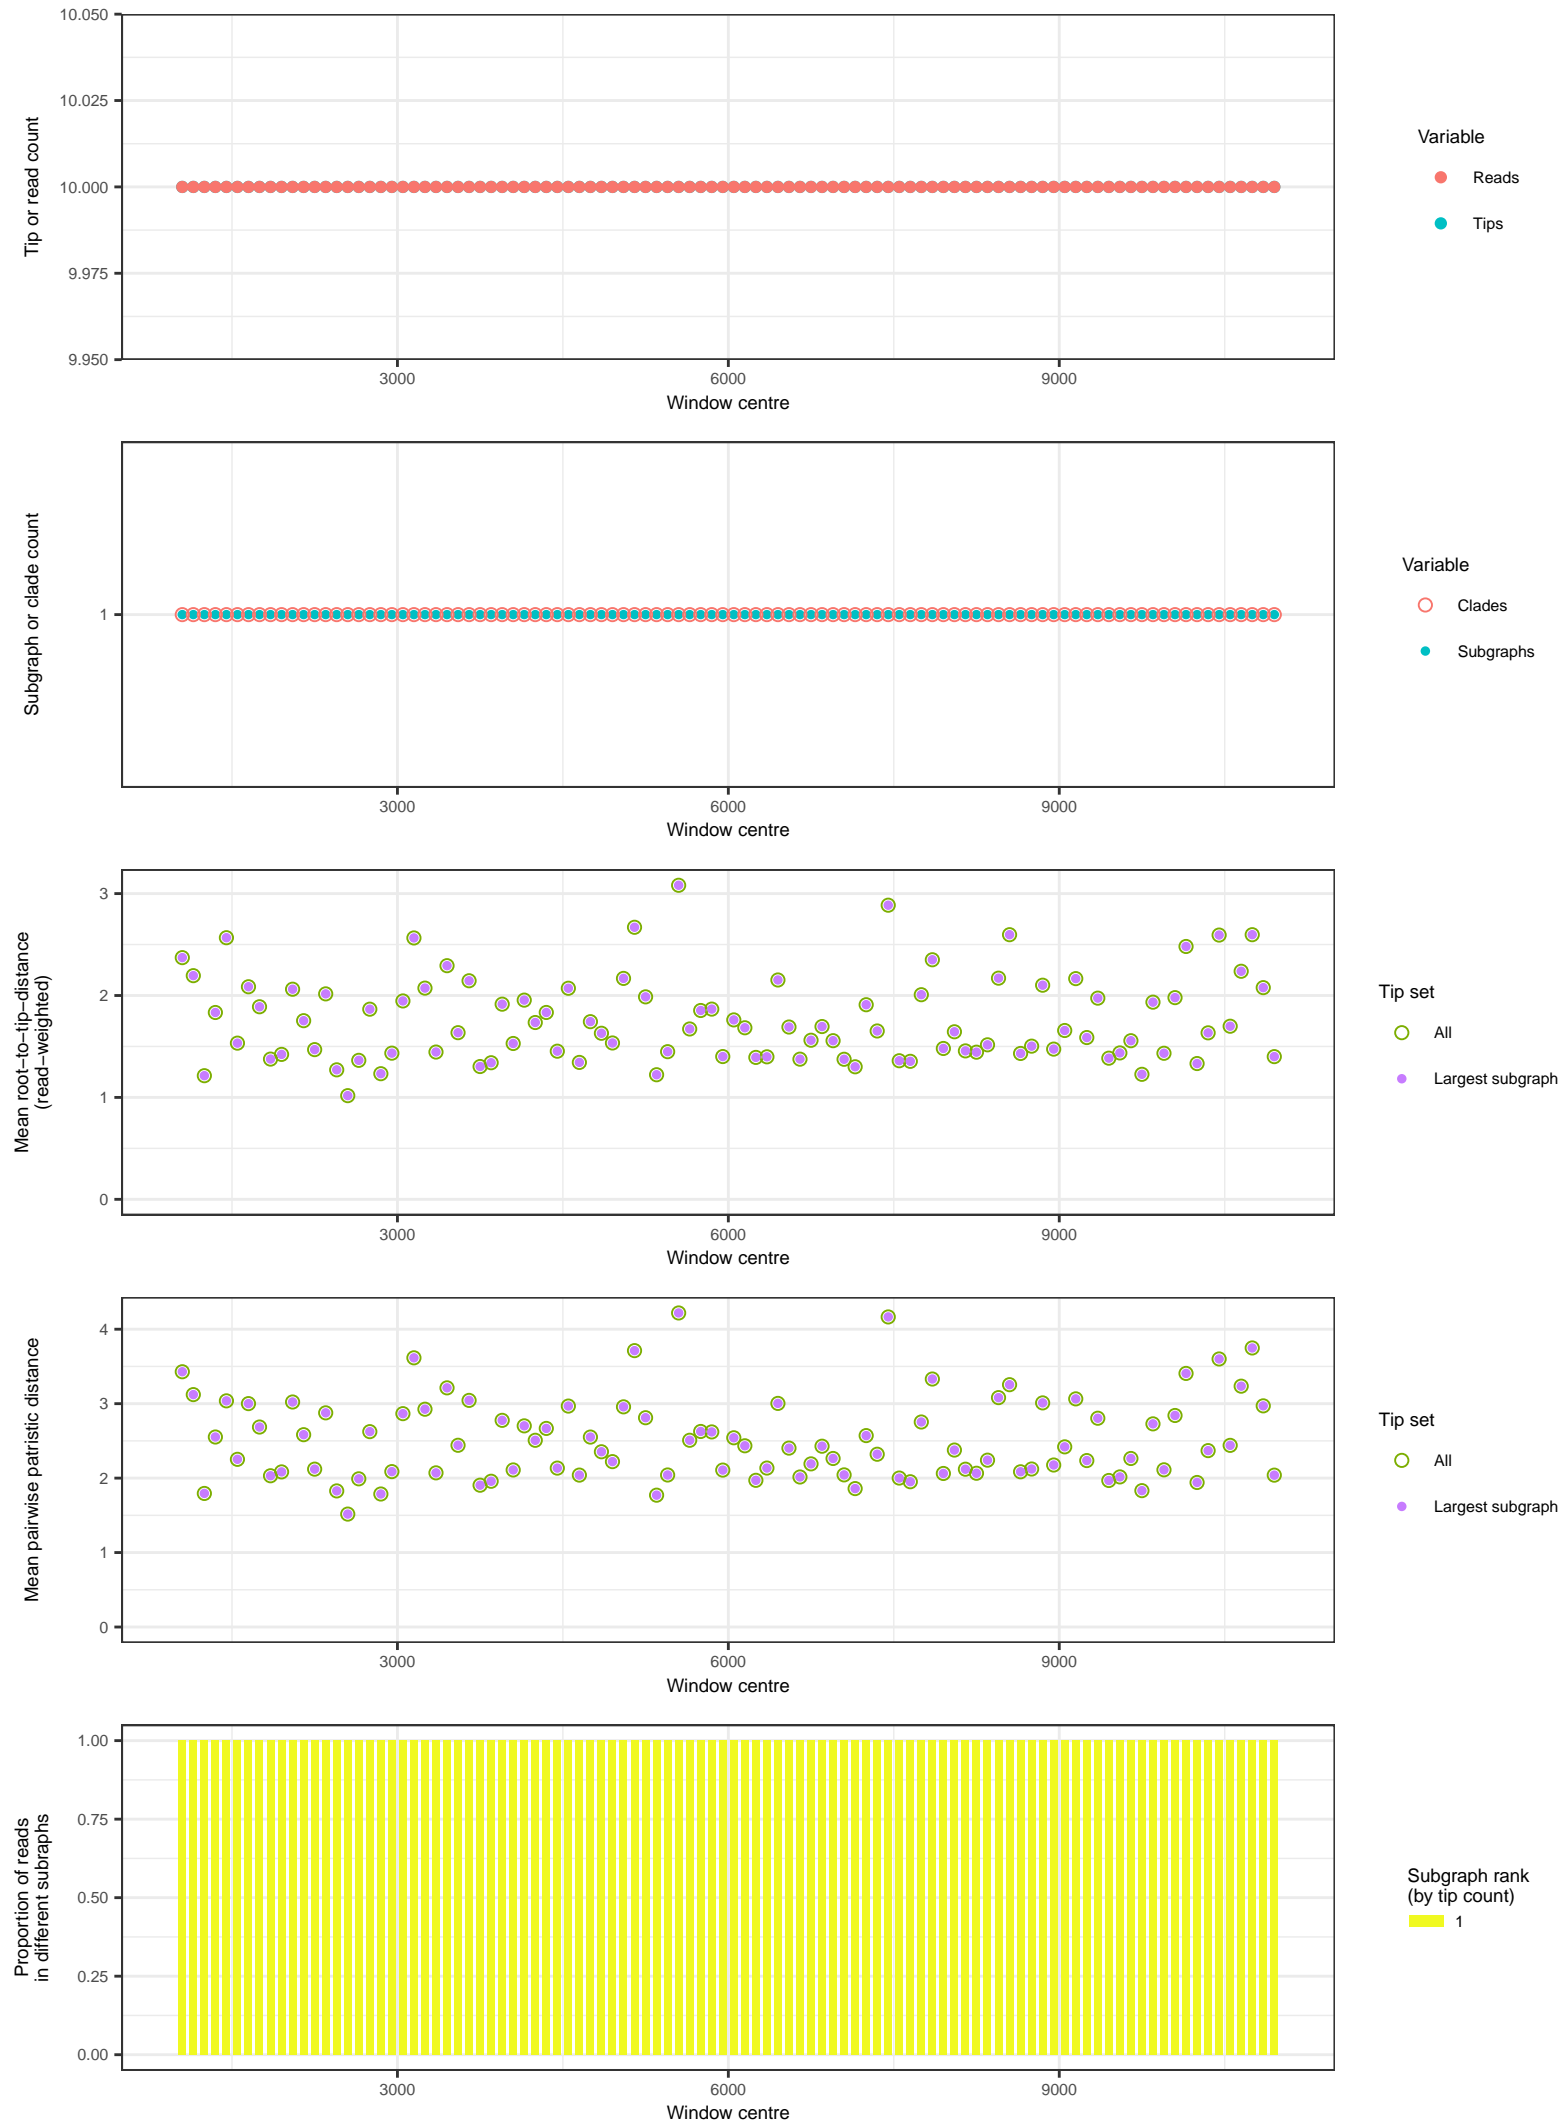 10.050
10.025
10.000
9.975
9.950
Tip or read count
3000 6000 9000
Window centre
Variable
Reads
Tips
1
Subgraph or clade count
3000 6000 9000
Window centre
Variable
Clades
Subgraphs
3
2
1
0
Mean root−to−tip−distance
(read−weighted)
3000 6000 9000
Window centre
Tip set
All
Largest subgraph
4
3
2
1
0
Mean pairwise patristic distance
3000 6000 9000
Window centre
Tip set
All
Largest subgraph
1.00
0.75
0.50
0.25
0.00
Proportion of reads
in different subraphs
3000 6000 9000
Window centre
Subgraph rank
(by tip count)
1